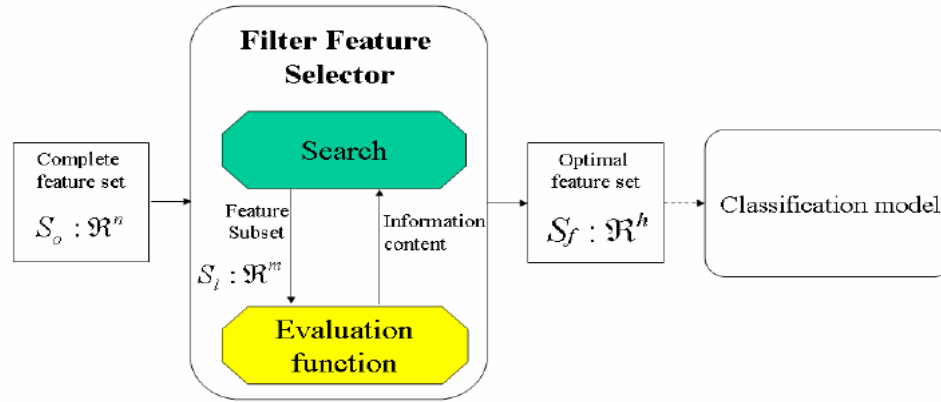 Filter Feature
Selector
Complete
feature set
S_o : ℜ^n
Search
Feature
Subset
S_i : ℜ^m
Information
content
Evaluation
function
Optimal
feature set
S_f : ℜ^h
Classification model